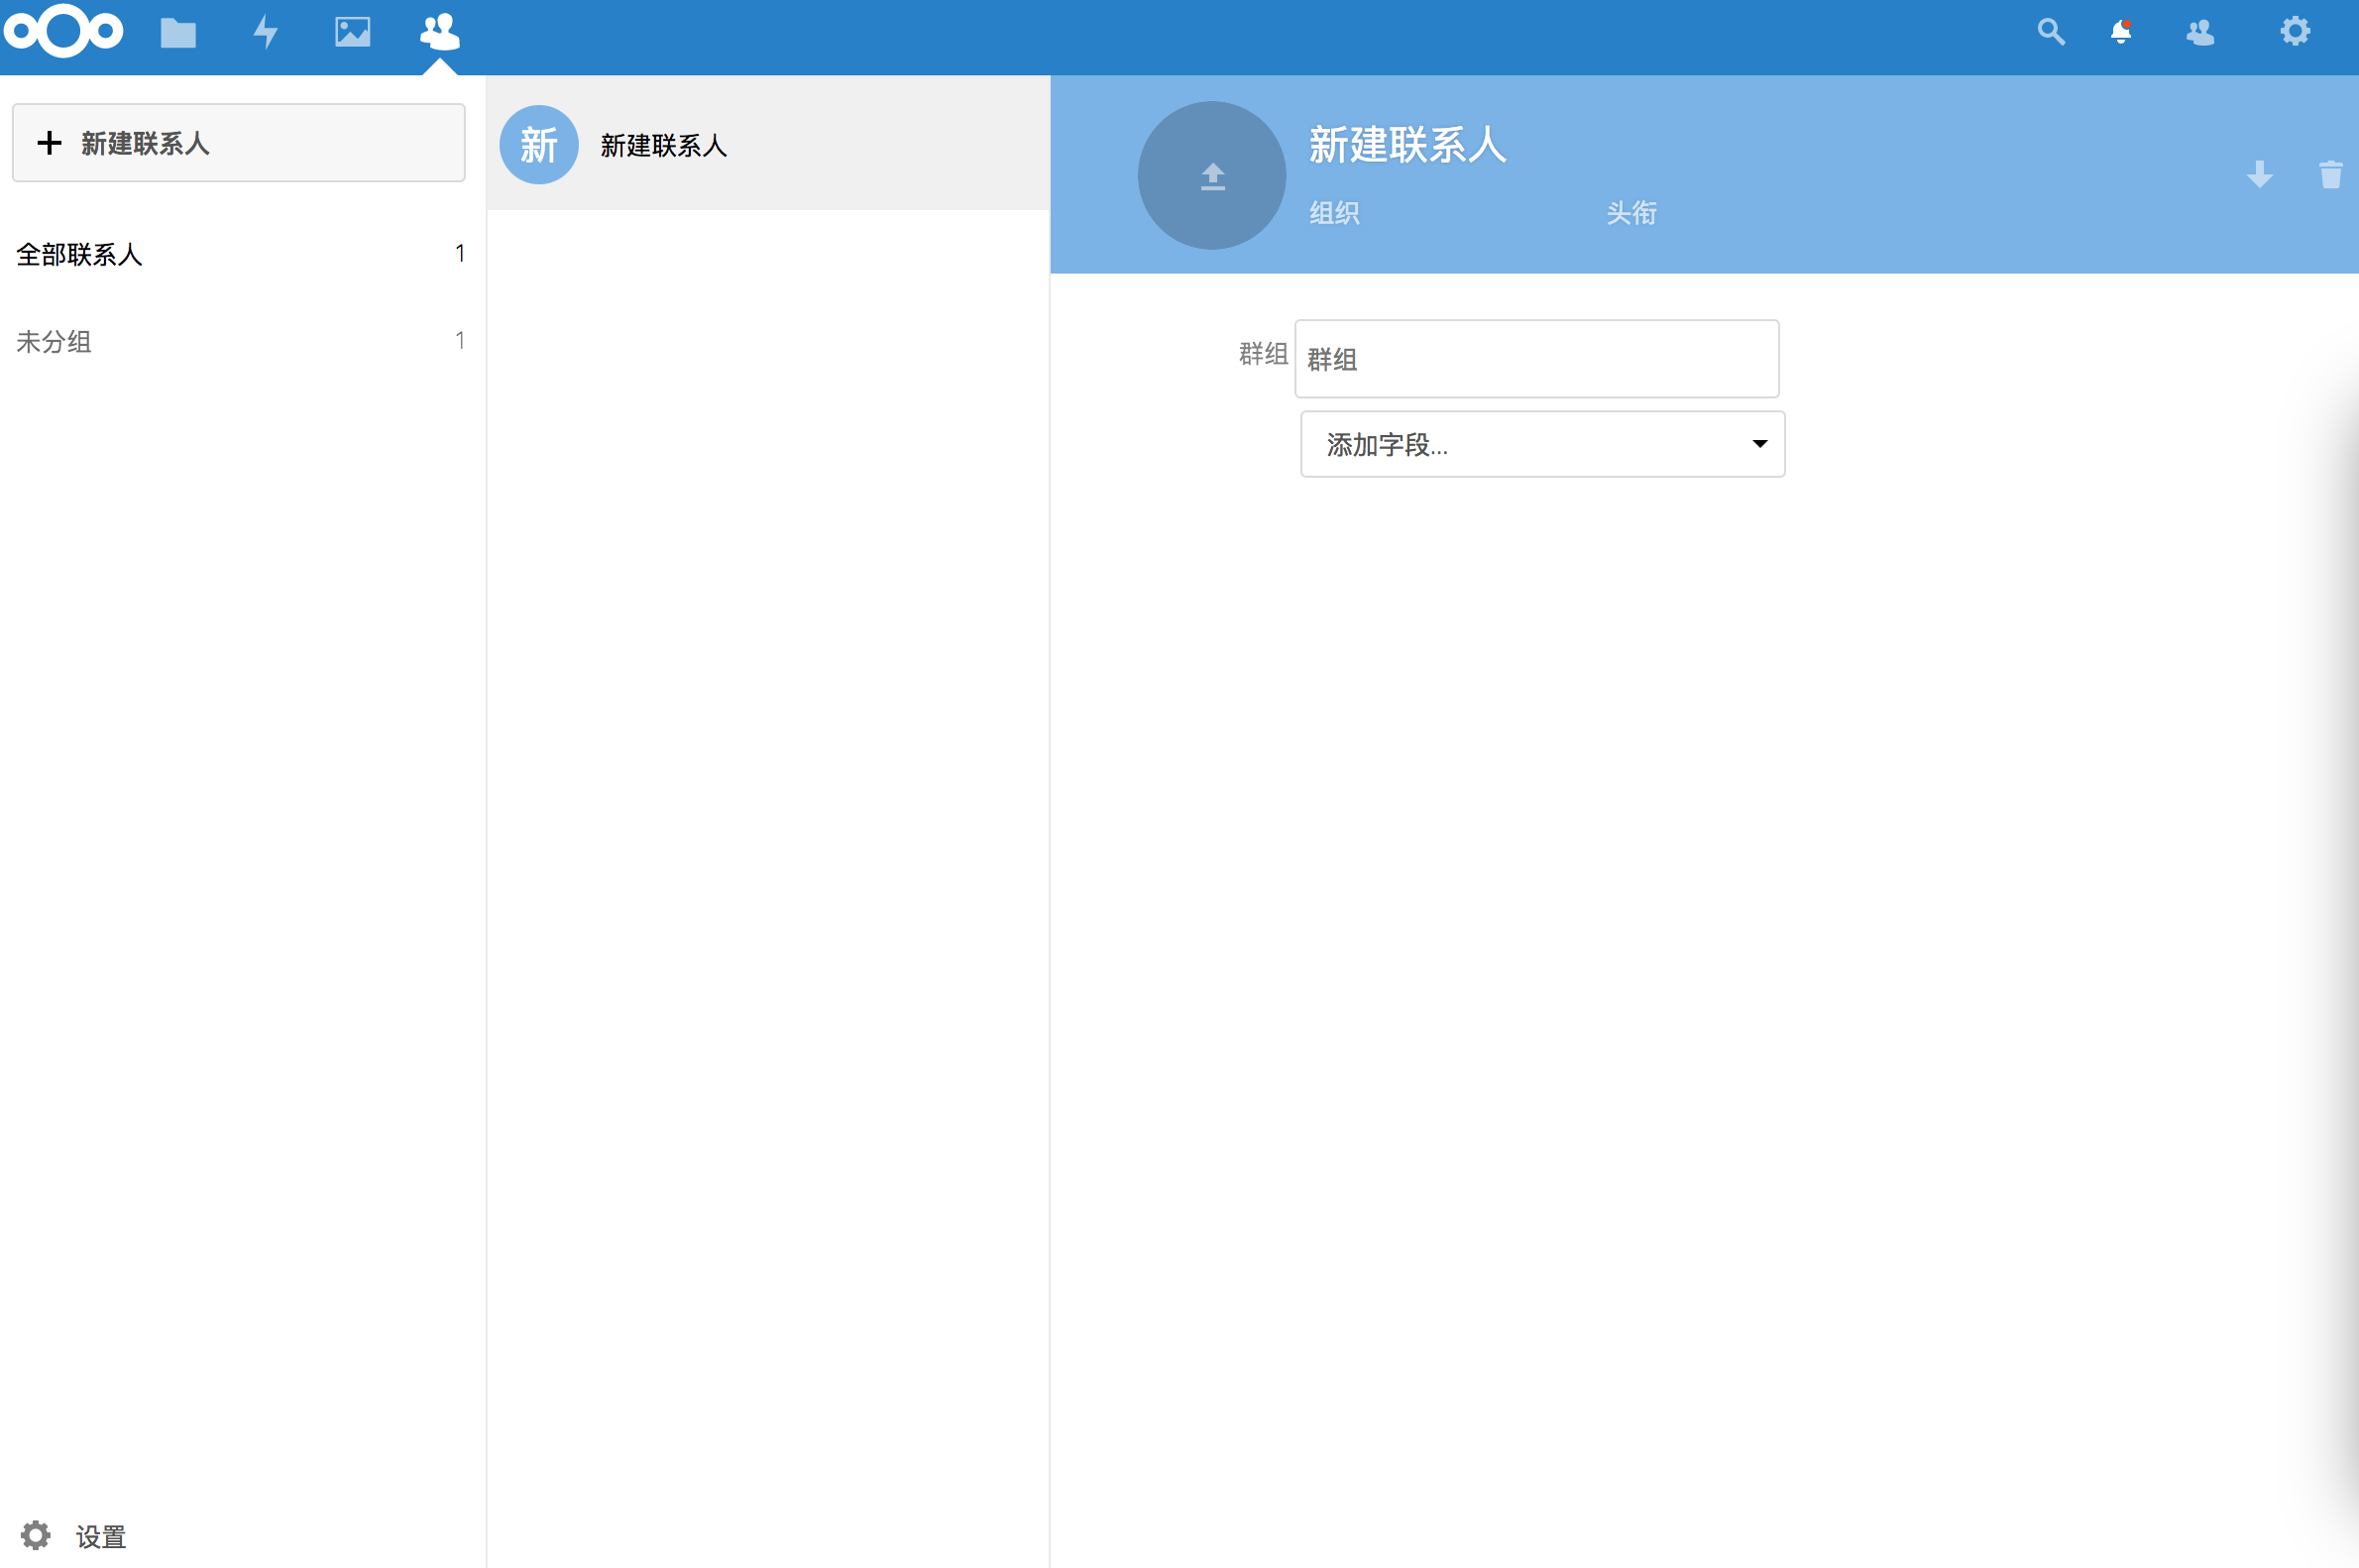 新建联系人
全部联系人 1
未分组 1
设置
新 新建联系人
新建联系人
组织 头衔
群组 群组
添加字段...